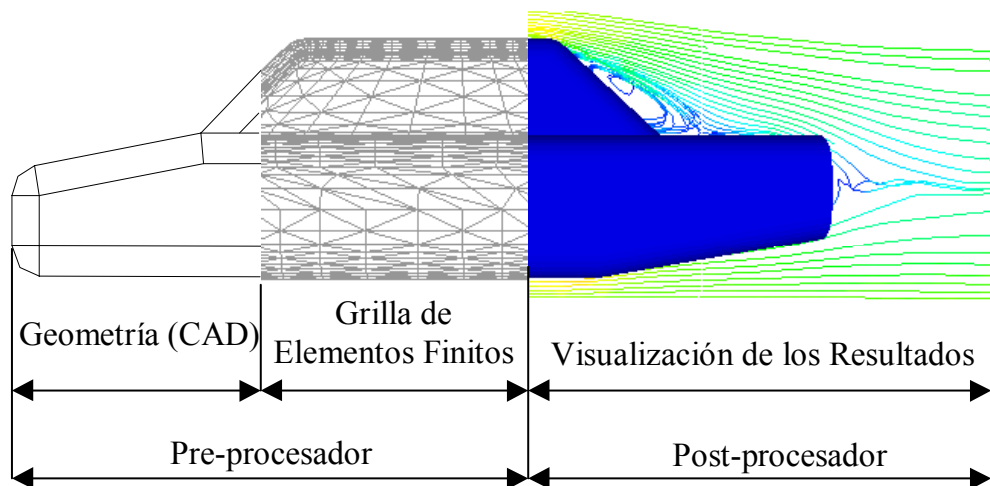 Geometría (CAD)
Grilla de
Elementos Finitos
Visualización de los Resultados
Pre-procesador
Post-procesador